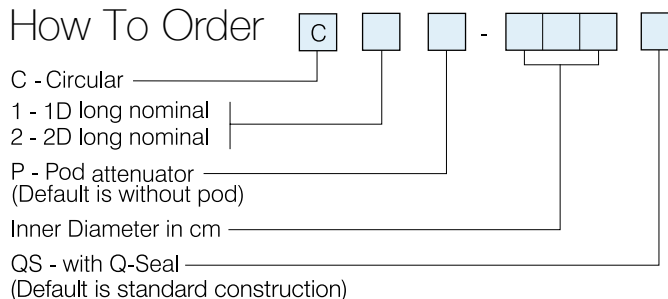 How To Order C -
C - Circular
1 - 1D long nominal
2 - 2D long nominal
P - Pod attenuator
(Default is without pod)
Inner Diameter in cm
QS - with Q-Seal
(Default is standard construction)